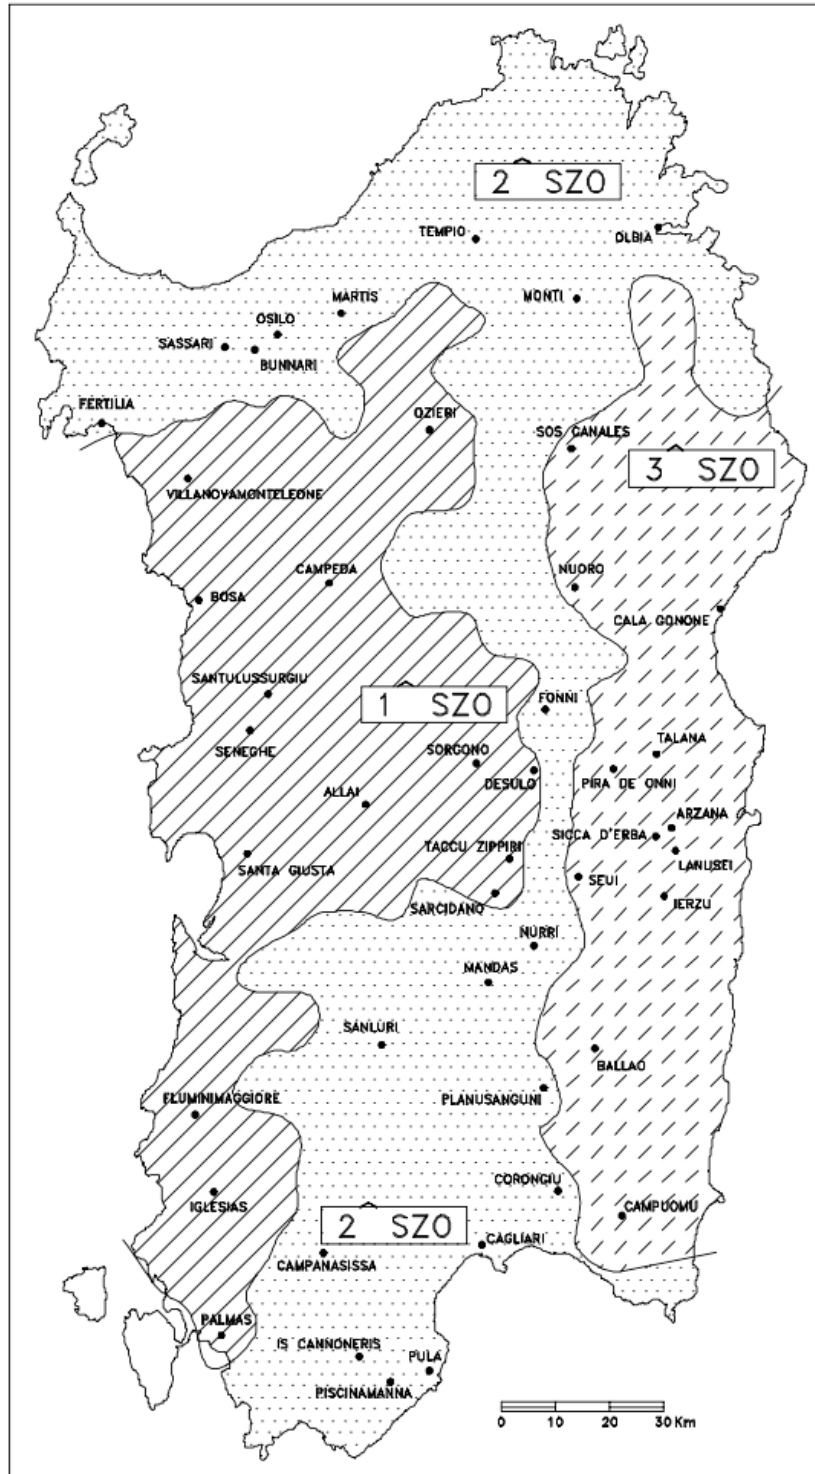 2 SZO
TEMPIO
OLBIA
MONTI
MARTIS
OSILO
SASSARI
BUNNARI
FERTILIA
OZIERI
SOS CANALES
3 SZO
VILLANOVAMONTELEONE
CAMPEDA
NUORO
BOSA
CALA GONONE
SANTULUSSURGIU
1 SZO
FONNI
SENEGHE
SORGONO
TALANA
DESULO
PIRA DE ONNI
ALLAI
ARZANA
SICCA D'ERBA
TACCU ZIPPIRI
LANUSEI
SANTA GIUSTA
SEUI
SARCIDANO
IERZU
NURRI
MANDAS
SANLURI
BALLAO
FLUMINIMAGGIORE
PLANUSANGUNI
CORONGIU
IGLESIAS
CAMPUOMU
2 SZO
CAGLIARI
CAMPANASISSA
PALMAS
IS CANNONERIS
PULA
PISCINAMANNA
0 10 20 30 Km